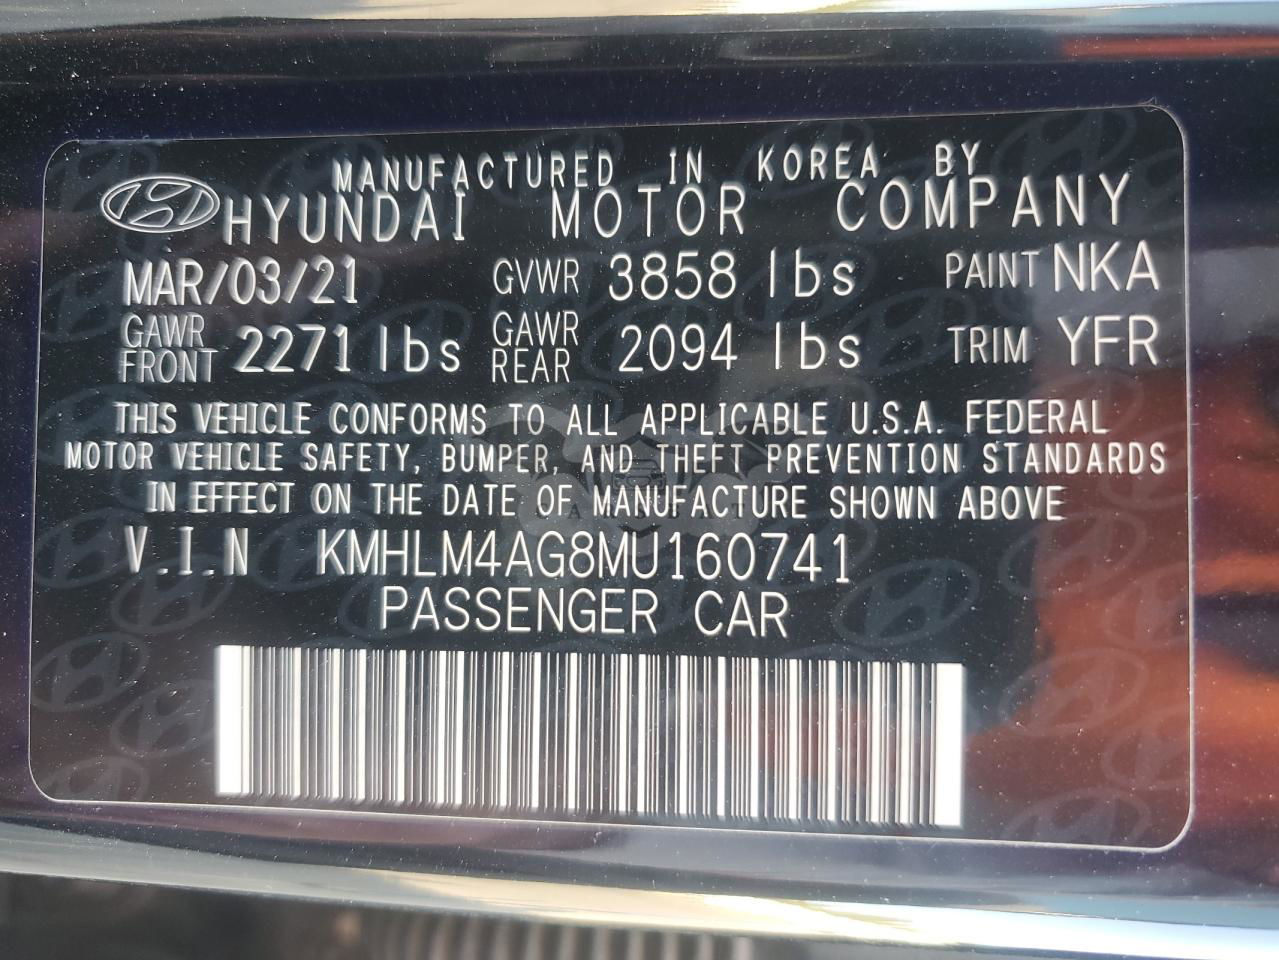 MANUFACTURED IN KOREA BY
HYUNDAI MOTOR COMPANY
MAR/03/21 GVWR 3858 lbs PAINT NKA
GAWR FRONT 2271 lbs GAWR REAR 2094 lbs TRIM YFR
THIS VEHICLE CONFORMS TO ALL APPLICABLE U.S.A. FEDERAL
MOTOR VEHICLE SAFETY, BUMPER, AND THEFT PREVENTION STANDARDS
IN EFFECT ON THE DATE OF MANUFACTURE SHOWN ABOVE
V.I.N KMHLM4AG8MU160741
PASSENGER CAR